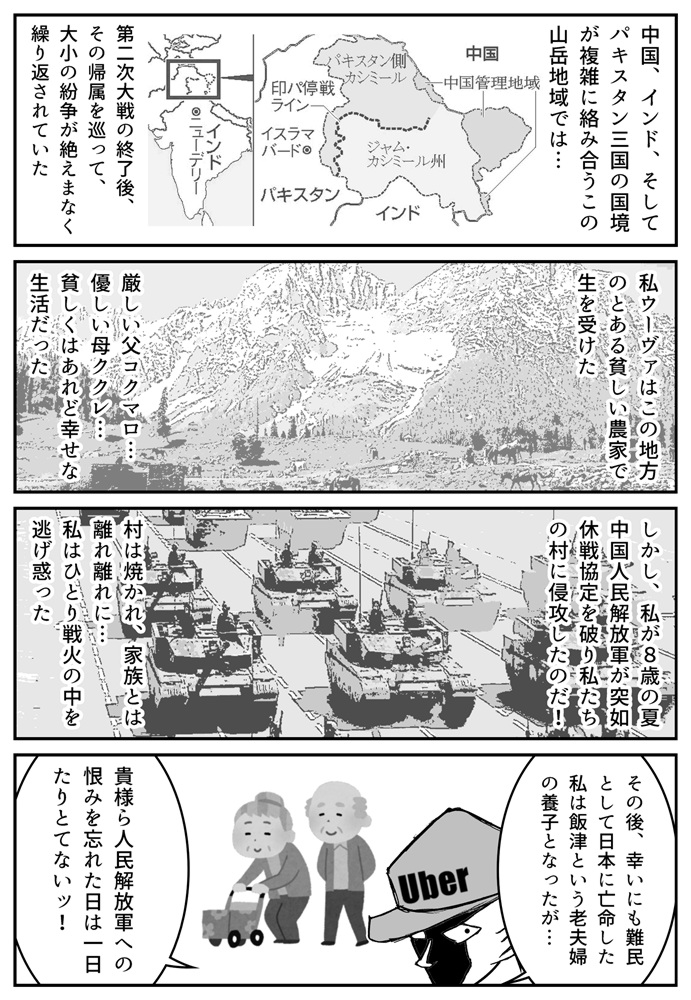 中国、インド、そして
パキスタン三国の国境
が複雑に絡み合うこの
山岳地域では…
中国
中国管理地域
パキスタン側
カシミール
印パ停戦
ライン
イスラマ
バード
ジャム・
カシミール州
パキスタン
インド
インド
ニューデリー
第二次大戦の終了後、
その帰属を巡って、
大小の紛争が絶えまなく
繰り返されていた
私ゥーヴァはこの地方
のとある貧しい農家で
生を受けた
厳しい父コクマロ…
優しい母ククレ…
貧しくはあれど幸せな
生活だった
しかし、私が８歳の夏
中国人民解放軍が突如
休戦協定を破り私たち
の村に侵攻したのだ！
村は焼かれ、家族とは
離れ離れに…
私はひとり戦火の中を
逃げ惑った
その後、幸いにも難民
として日本に亡命した
私は飯津という老夫婦
の養子となったが…
Uber
貴様ら人民解放軍への
恨みを忘れた日は一日
たりとてないッ！